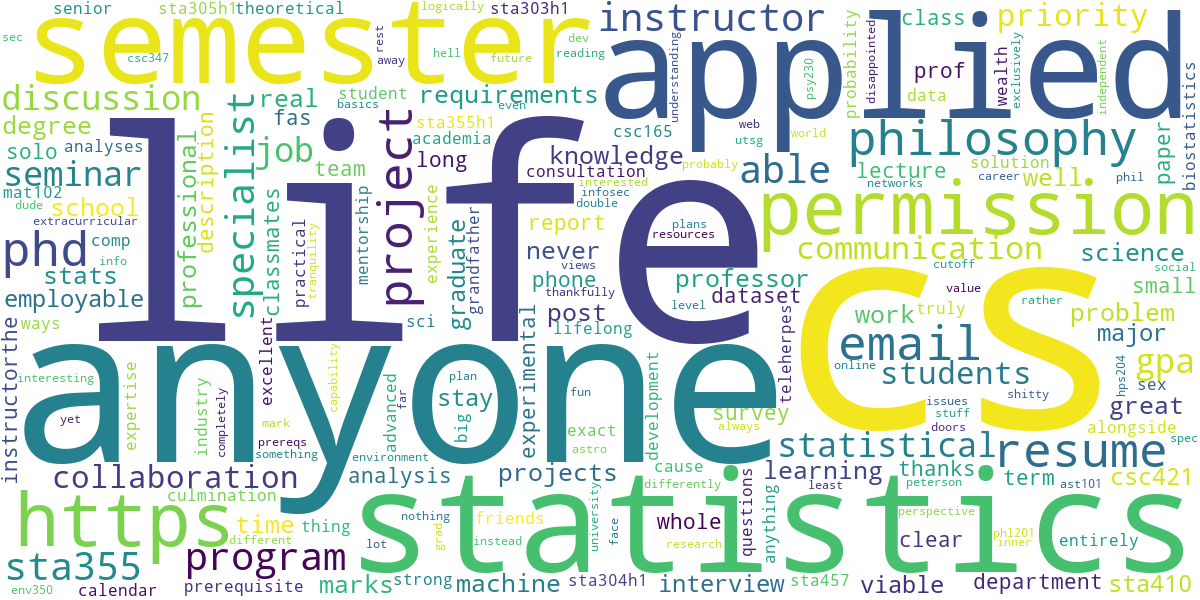 senior
sta305h1
theoretical
logically
sta303h1
instructor
class
priority
sec
semester
rest
dev
applied
csc347
away
hell
future
reading
understanding
psy230
probability
disappointed
prof
wealth
exclusively
independent
data
biostatistics
discussion
real
student
requirements
degree
fas
basics
even
sta355h1
csc165
web
utsg
world
philosophy
paper
solo
analyses
professional
description
specialist
job
project
academia
long
knowledge
consultation
probably
able
lecture
solution
well
seminar
team
interested
infosec
career
phil
mat102
school
classmates
mentorship
experience
double
networks
dude
extracurricular
life
practical
tranquility
graduate
grandfather
report
plans
resources
permission
phd
comp
info
never
views
communication
science
stats
phone
thankfully
professor
cutoff
social
employable
post
level
dataset
value
rather
small
ways
sci
lifelong
cs
work
truly
problem
instructorthe
excellent
anyone
experimental
teleherpes
email
major
gpa
interesting
expertise
industry
completely
capability
advanced
far
plan
stay
big
fun
development
online
students
hps204
sex
yet
mark
exact
survey
always
issues
stuff
doors
shitty
great
alongside
prereqs
something
astro
statistical
resume
spec
collaboration
environment
analysis
projects
cause
differently
learning
thanks
term
csc421
culmination
least
peterson
ast101
https
time
thing
nothing
friends
statistics
university
whole
questions
anything
perspective
different
lot
grad
instead
face
research
clear
phl201
inner
entirely
sta355
program
env350
calendar
prerequisite
marks
strong
machine
sta304h1
interview
sta457
viable
department
sta410